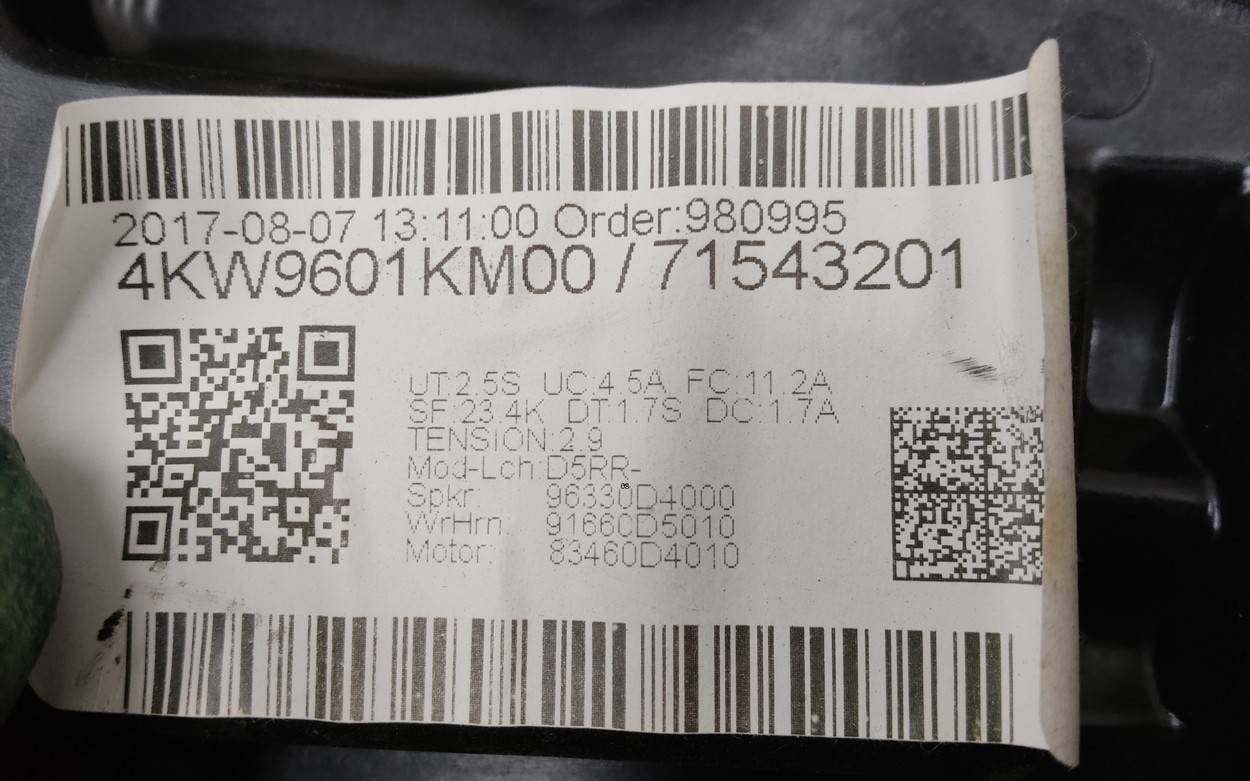 2017-08-07 13:11:00 Order:980995
4KW9601KM00 / 71543201
UT:2.5S UC:4.5A FC:11.2A
SF:23.4K DT:1.7S DC:1.7A
TENSION:2.9
Mod-Lch:D5RR-
Spkr: 96330D4000
WrHrn 91660D5010
Motor: 83460D4010